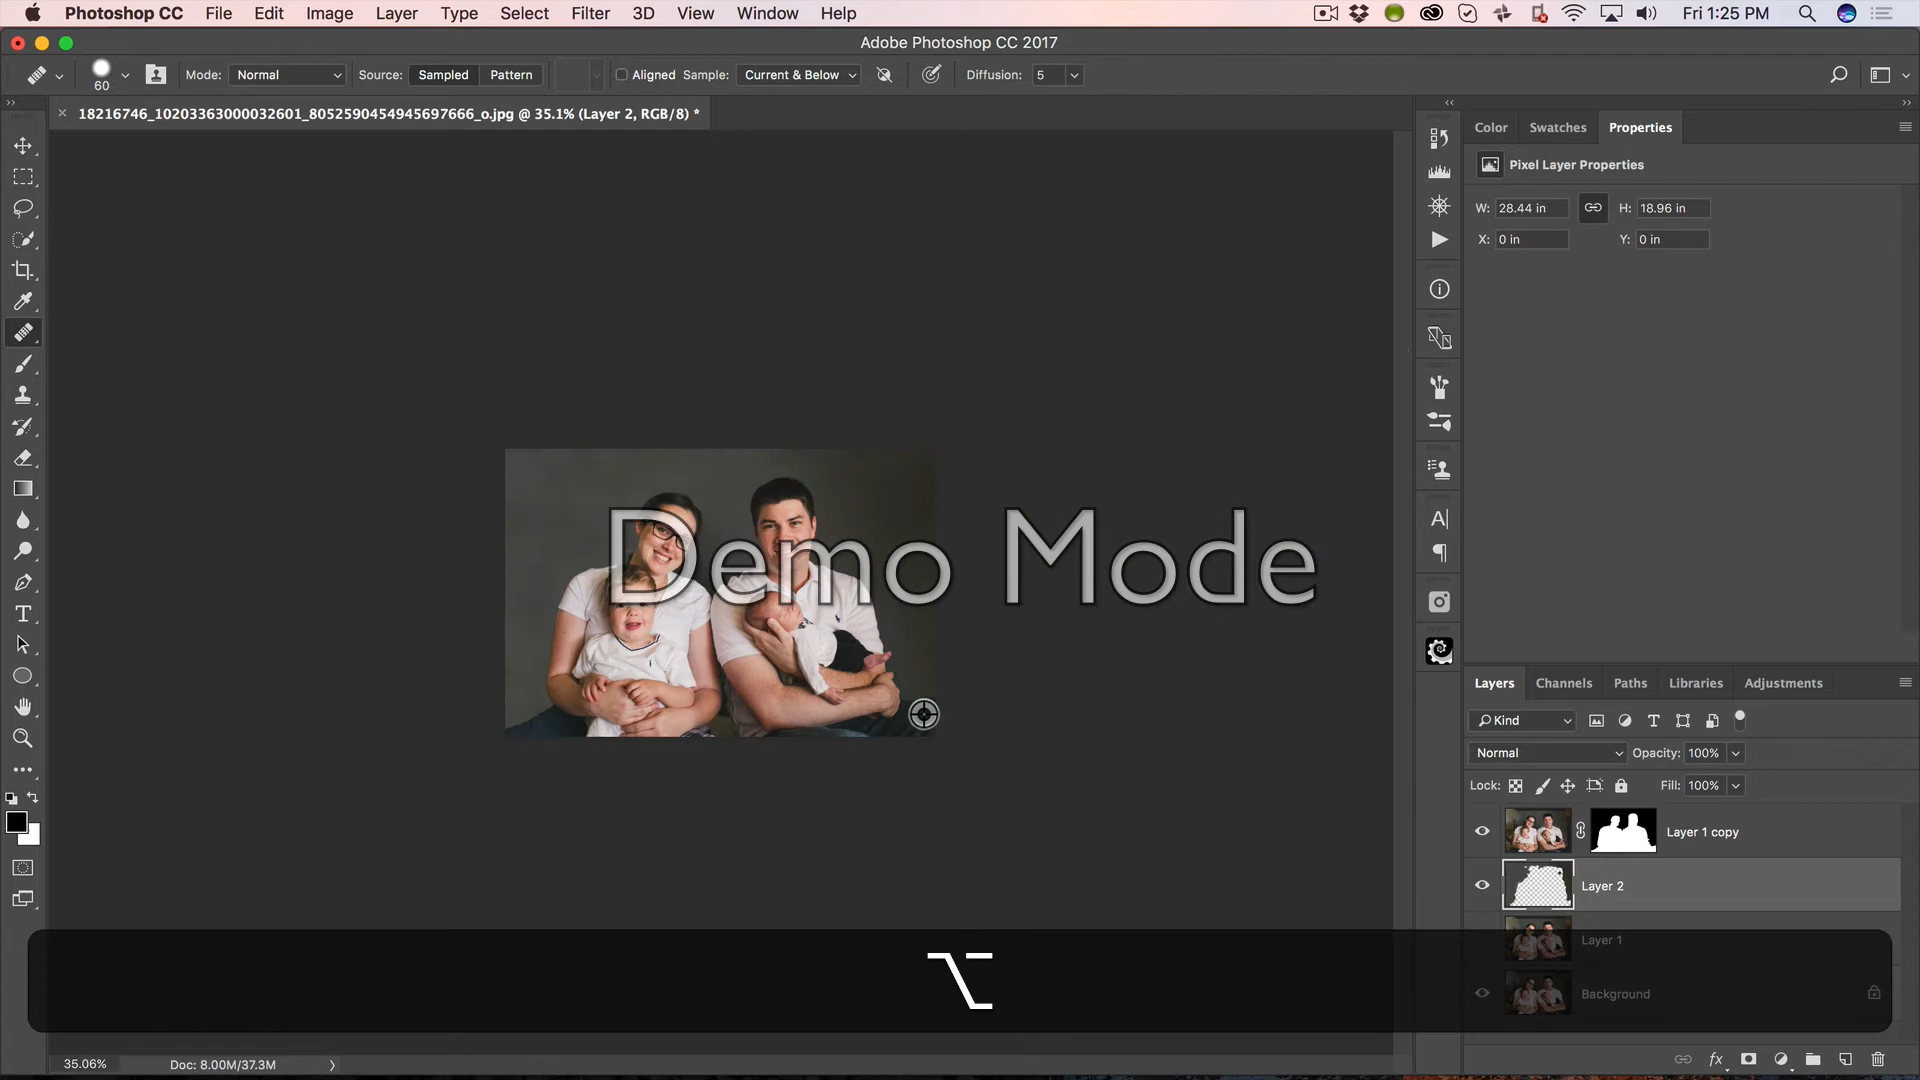 Photoshop CC File Edit Image Layer Type Select Filter 3D View Window Help Fri 1:25 PM
Adobe Photoshop CC 2017
60 Mode: Normal Source: Sampled Pattern Aligned Sample: Current & Below Diffusion: 5
18216746_10203363000032601_8052590454945697666_o.jpg @ 35.1% (Layer 2, RGB/8) *
Color Swatches Properties
Pixel Layer Properties
W: 28.44 in H: 18.96 in
X: 0 in Y: 0 in
Demo Mode
Layers Channels Paths Libraries Adjustments
Kind
Normal Opacity: 100%
Lock: Fill: 100%
Layer 1 copy
Layer 2
Layer 1
Background
35.06% Doc: 8.00M/37.3M